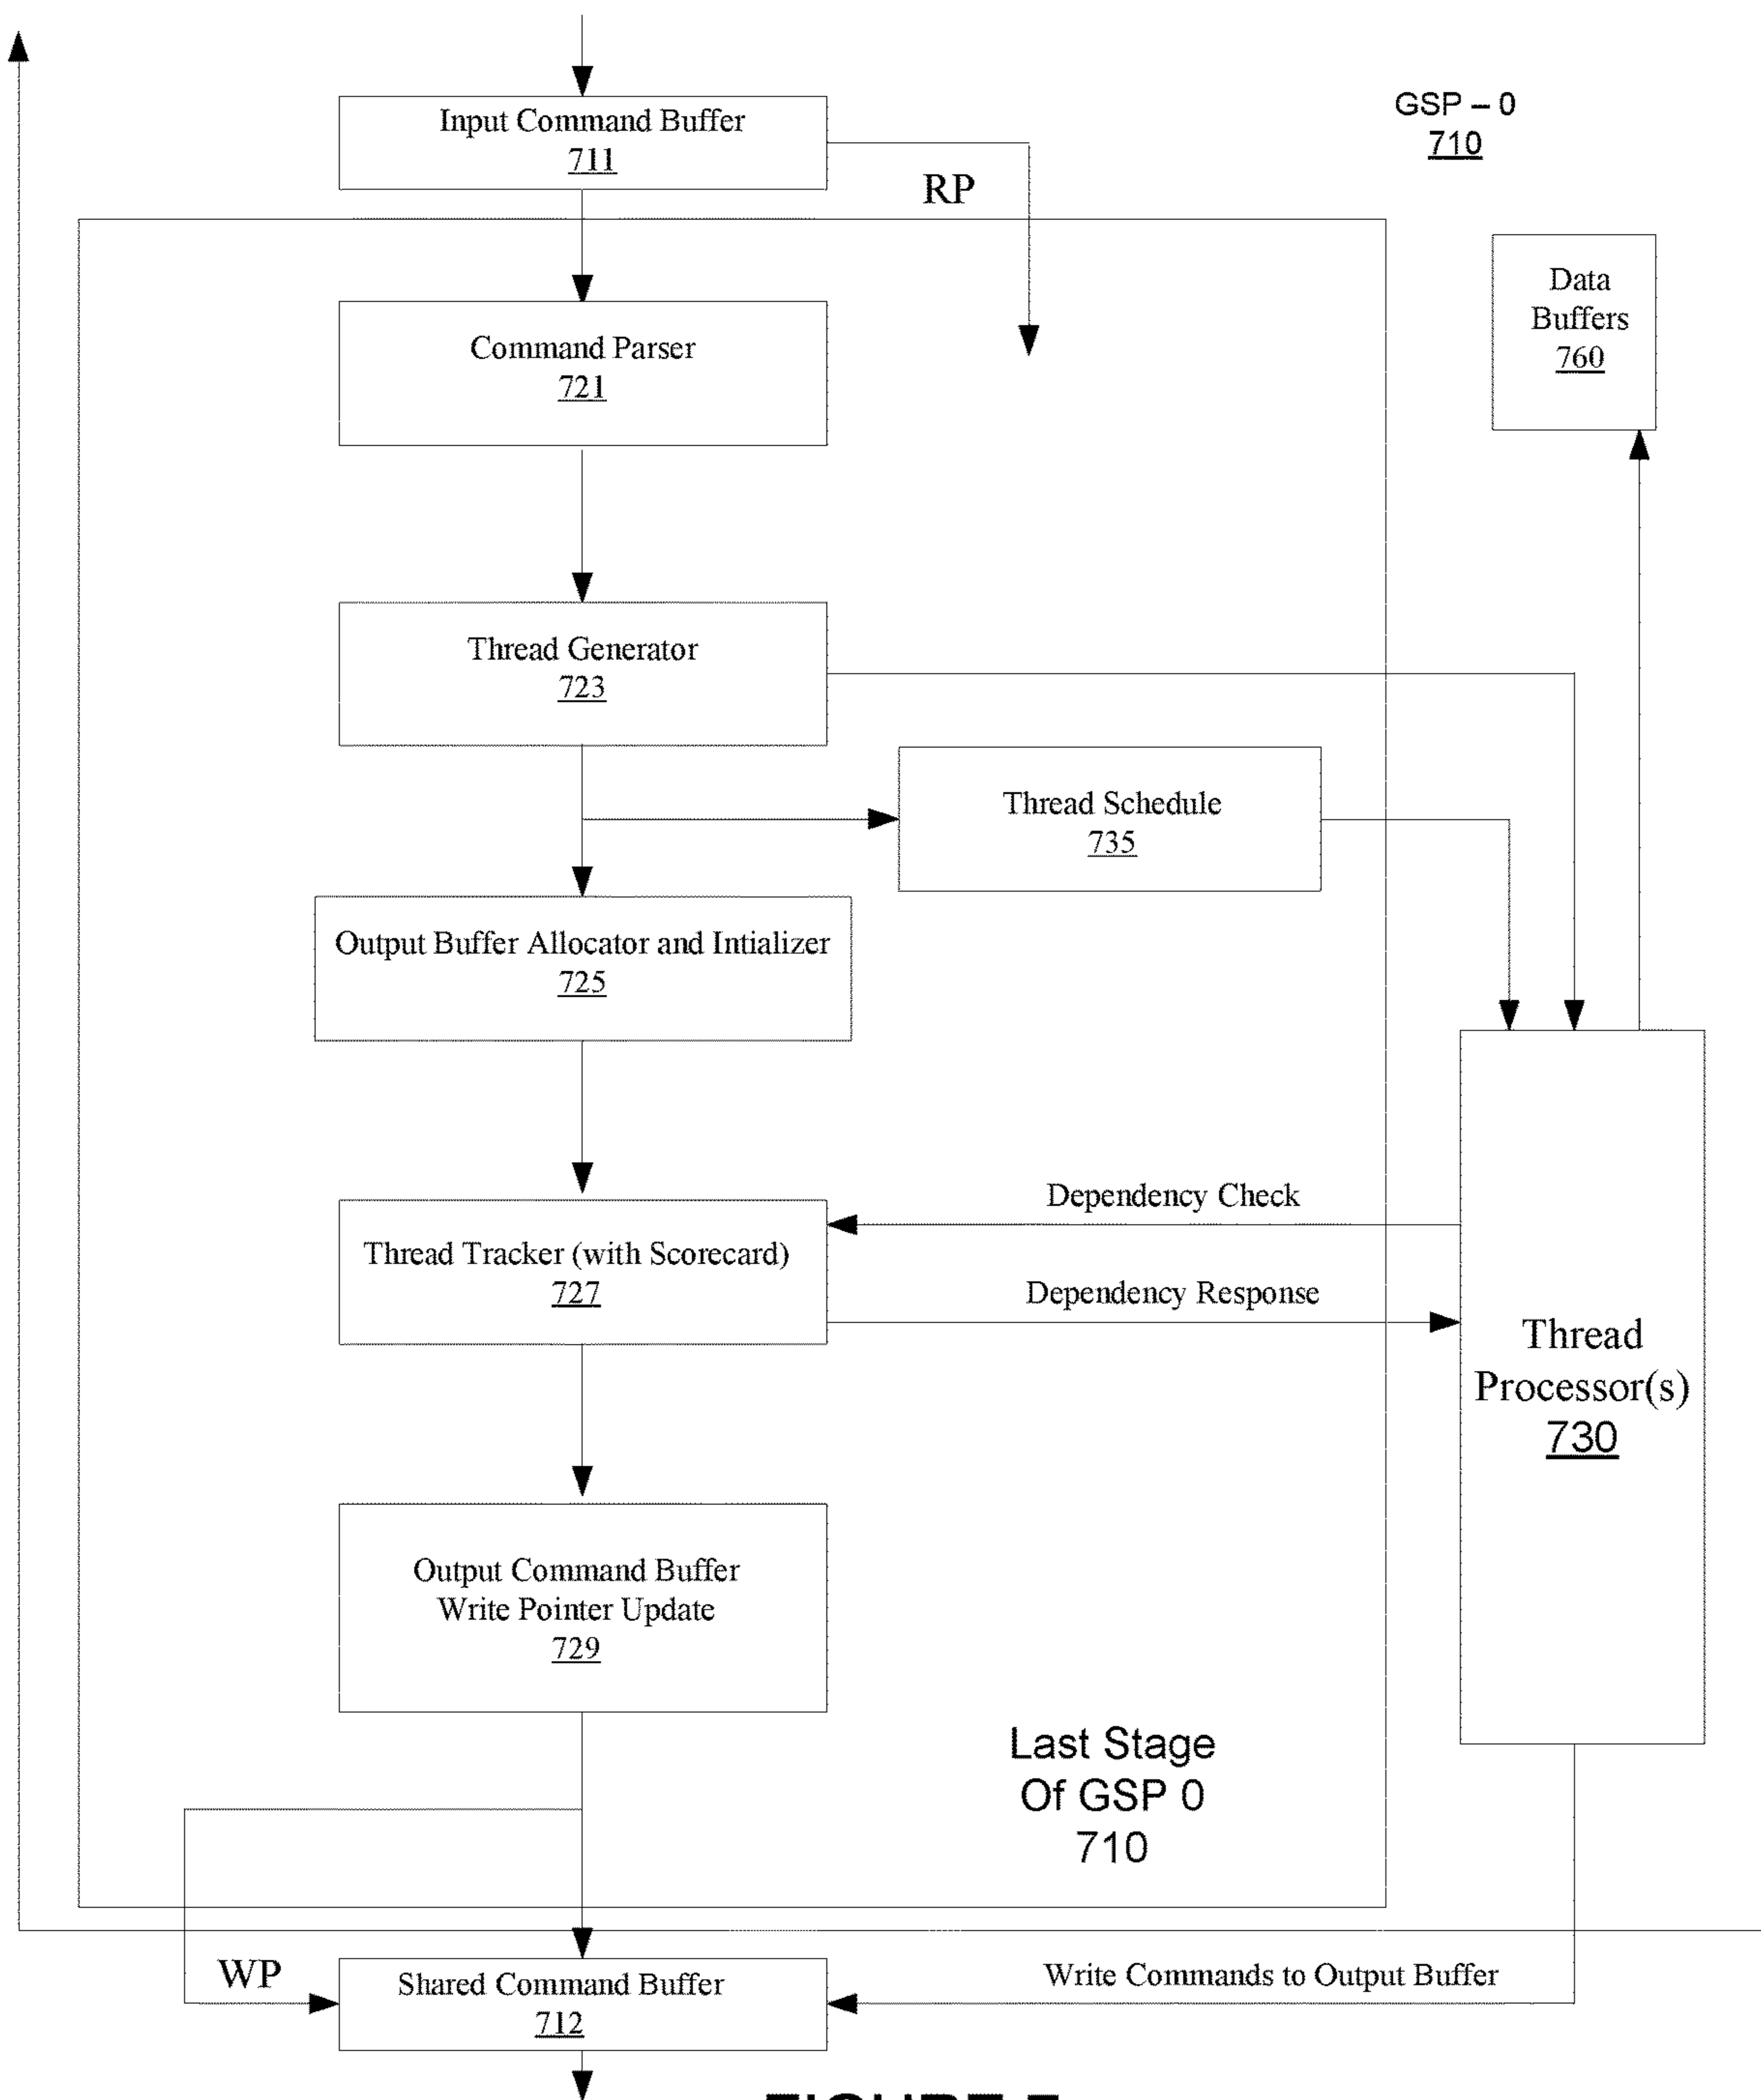 Input Command Buffer
711
GSP – 0
710
RP
Data
Buffers
760
Command Parser
721
Thread Generator
723
Thread Schedule
735
Output Buffer Allocator and Intializer
725
Dependency Check
Thread Tracker (with Scorecard)
727
Dependency Response
Thread
Processor(s)
730
Output Command Buffer
Write Pointer Update
729
Last Stage
Of GSP 0
710
WP
Shared Command Buffer
712
Write Commands to Output Buffer